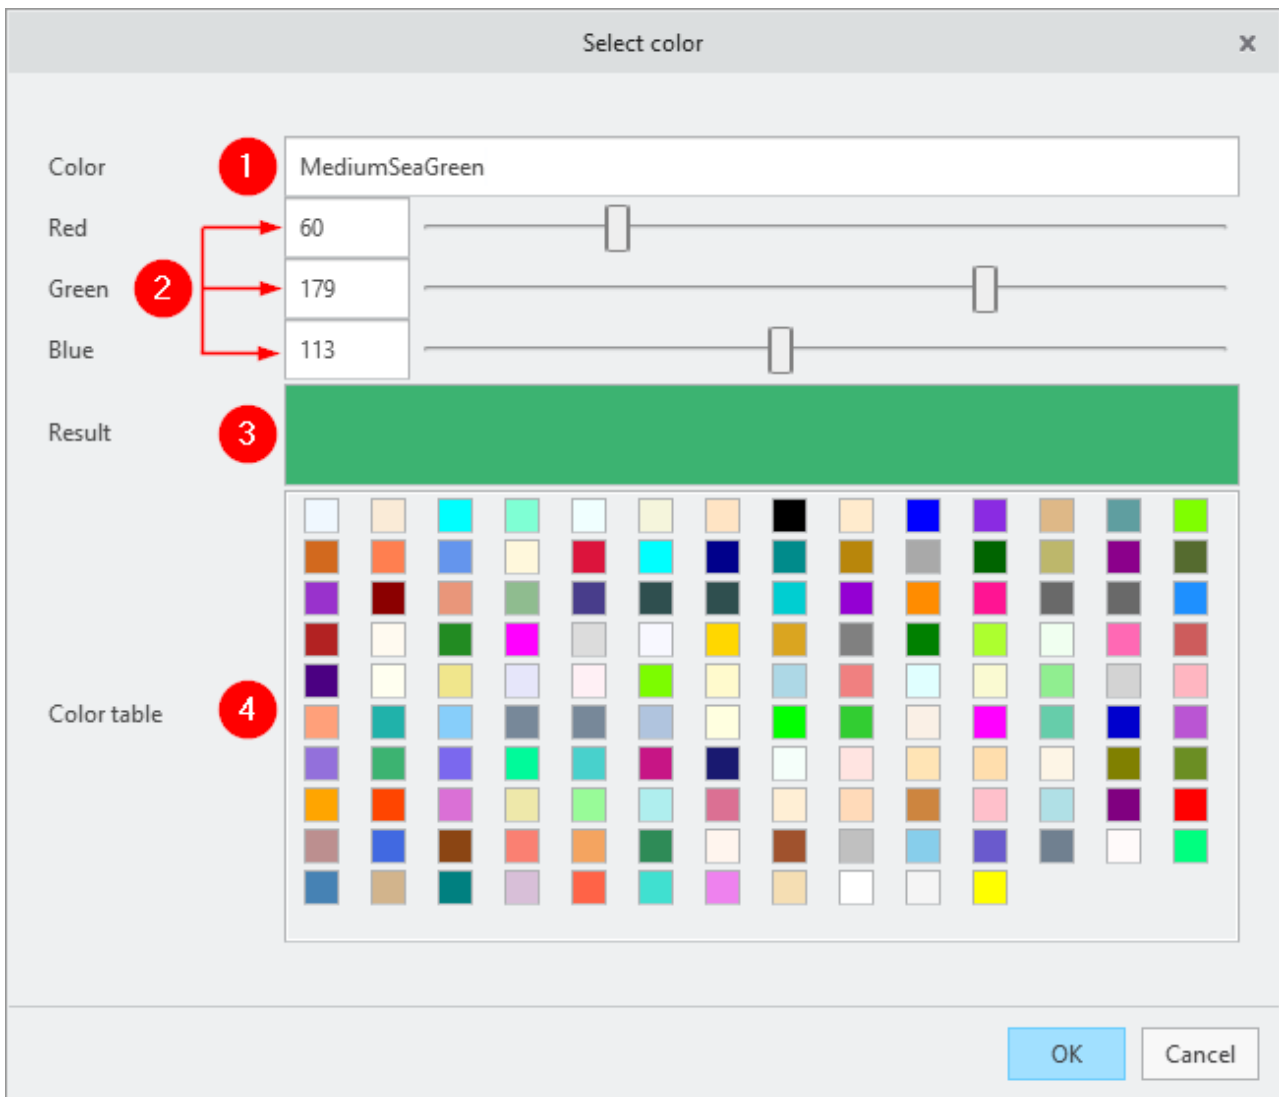 Select color
Color 1 MediumSeaGreen
Red 60
Green 2 179
Blue 113
Result 3
Color table 4
OK Cancel